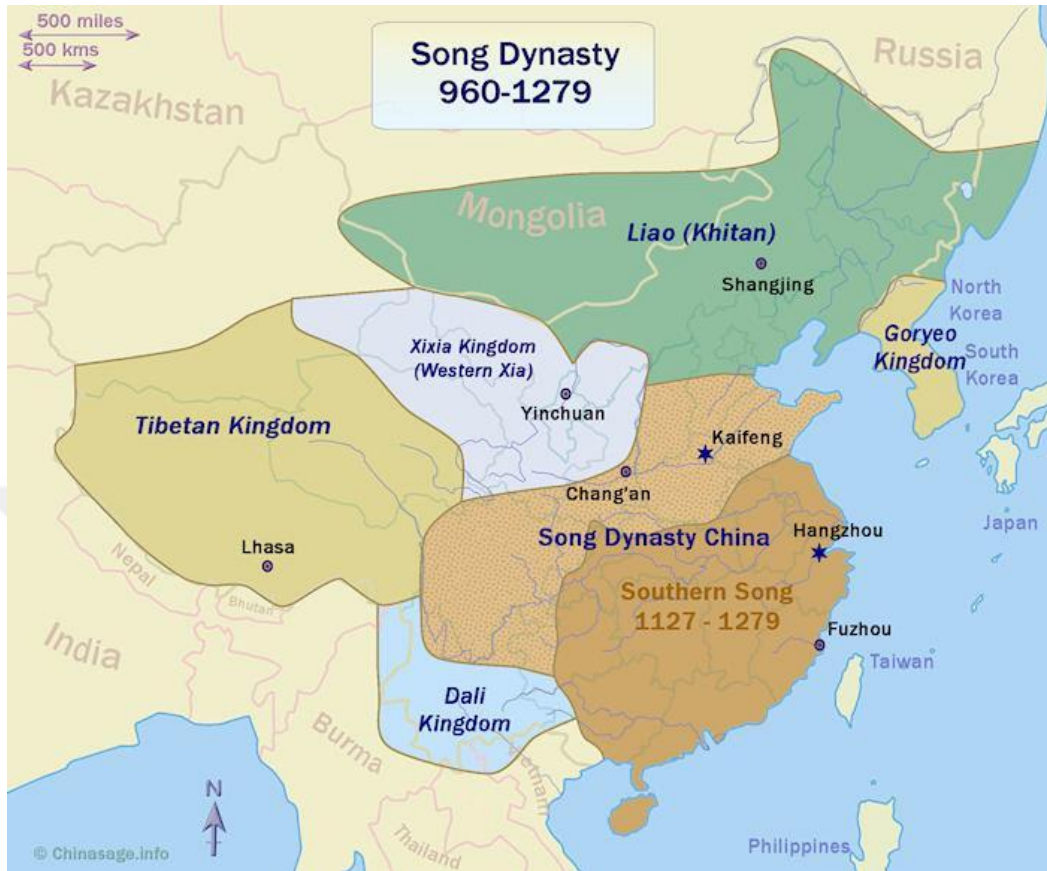 500 miles
500 kms
Song Dynasty
960-1279
Russia
Kazakhstan
Mongolia
Liao (Khitan)
Shangjing
North
Korea
Goryeo
Kingdom
South
Korea
Xixia Kingdom
(Western Xia)
Yinchuan
Tibetan Kingdom
Kaifeng
Chang'an
Japan
Song Dynasty China
Hangzhou
Lhasa
Nepal
Bhutan
Southern Song
1127 - 1279
Fuzhou
India
Taiwan
Dali
Kingdom
Burma
Vietnam
N
Thailand
Philippines
© Chinasage.info